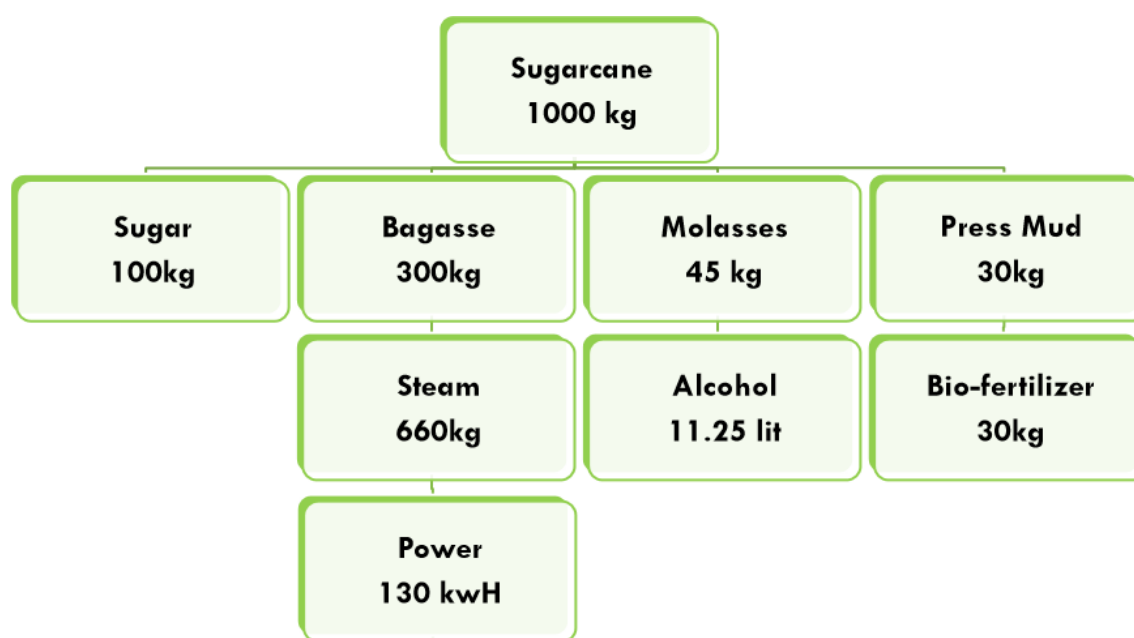 Sugarcane
1000 kg
Sugar
100kg
Bagasse
300kg
Molasses
45 kg
Press Mud
30kg
Steam
660kg
Alcohol
11.25 lit
Bio-fertilizer
30kg
Power
130 kwH